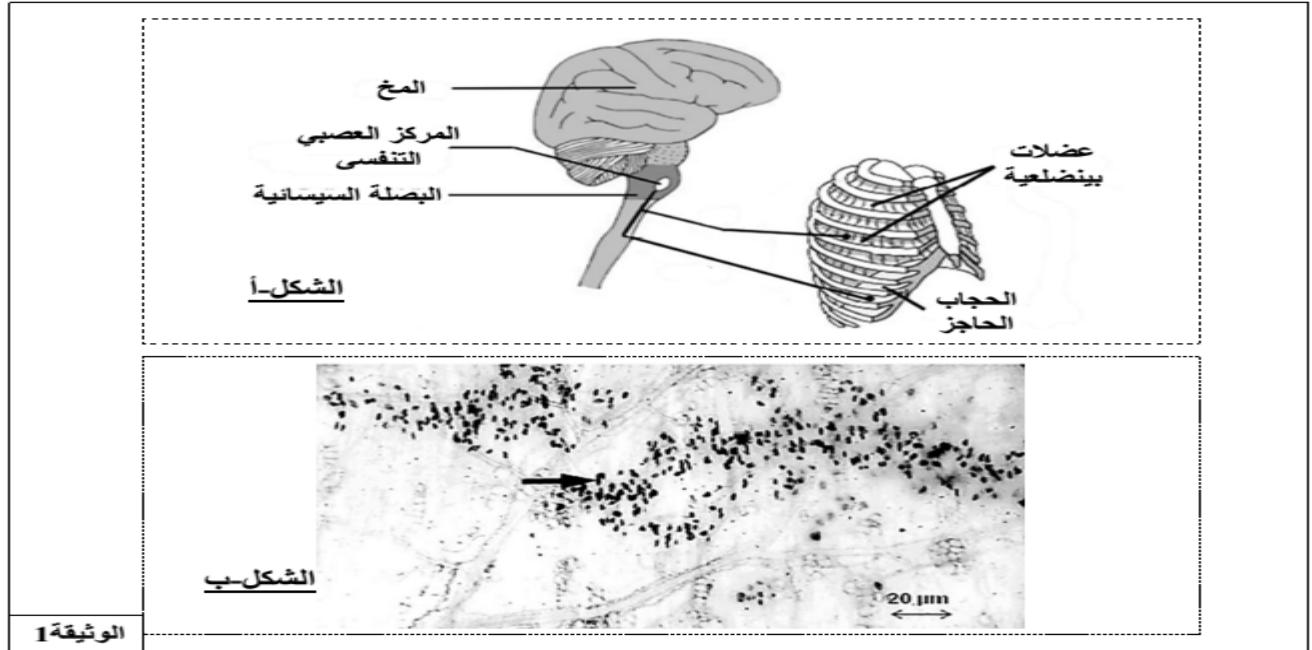 المخ
المركز العصبي
التنفسي
البصلة السيسائية
عضلات
بينضلعية
الحجاب
الحاجز
الشكل-أ
الشكل-ب
20 µm
الوثيقة1